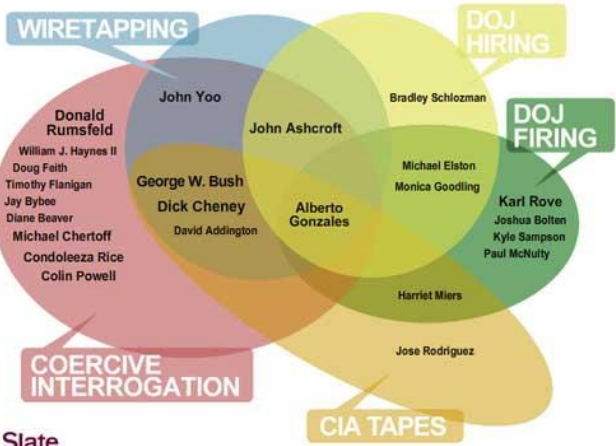 WIRETAPPING
DOJ
HIRING
John Yoo
Bradley Schlozman
Donald
Rumsfeld
William J. Haynes II
Doug Feith
Timothy Flanigan
Jay Bybee
Diane Beaver
Michael Chertoff
Condoleeza Rice
Colin Powell
John Ashcroft
DOJ
FIRING
George W. Bush
Dick Cheney
David Addington
Alberto
Gonzales
Michael Elston
Monica Goodling
Karl Rove
Joshua Bolten
Kyle Sampson
Paul McNulty
Harriet Miers
Jose Rodriguez
COERCIVE
INTERROGATION
CIA TAPES
Slate